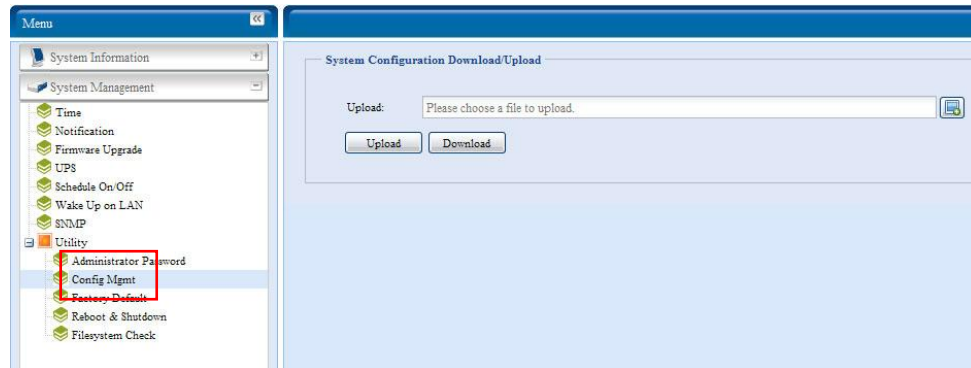 Menu
System Information
System Management
Time
Notification
Firmware Upgrade
UPS
Schedule On/Off
Wake Up on LAN
SNMP
Utility
Administrator Password
Config Mgmt
Factory Default
Reboot & Shutdown
Filesystem Check
System Configuration Download/Upload
Upload: Please choose a file to upload.
Upload Download